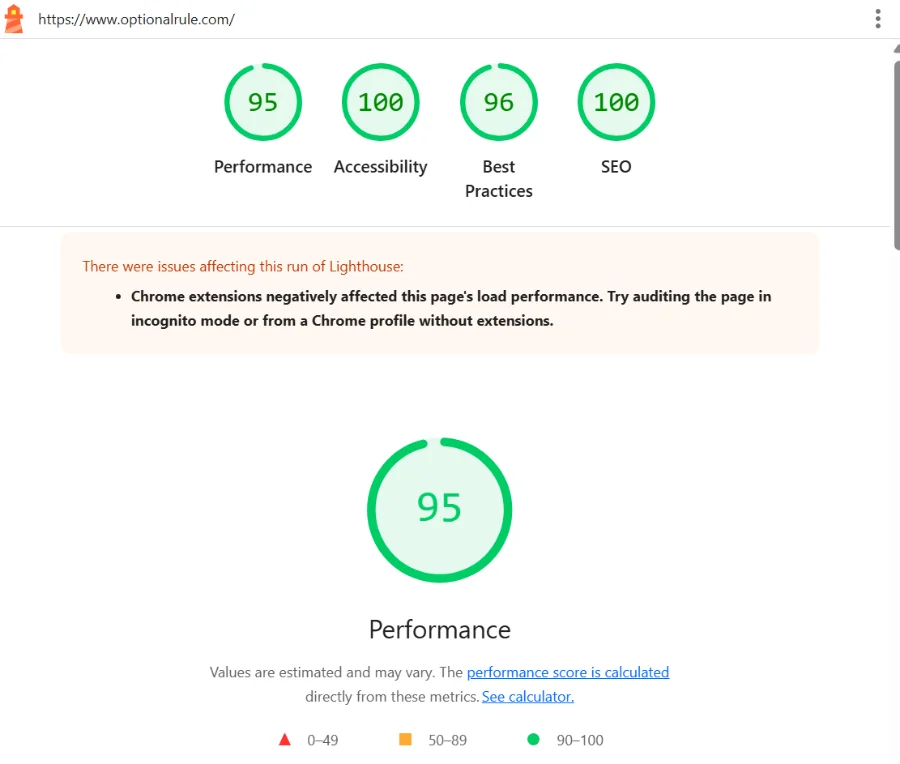 https://www.optionalrule.com/
95 100 96 100
Performance Accessibility Best Practices SEO
There were issues affecting this run of Lighthouse:
• Chrome extensions negatively affected this page's load performance. Try auditing the page in
incognito mode or from a Chrome profile without extensions.
95
Performance
Values are estimated and may vary. The performance score is calculated
directly from these metrics. See calculator.
0–49 50–89 90–100